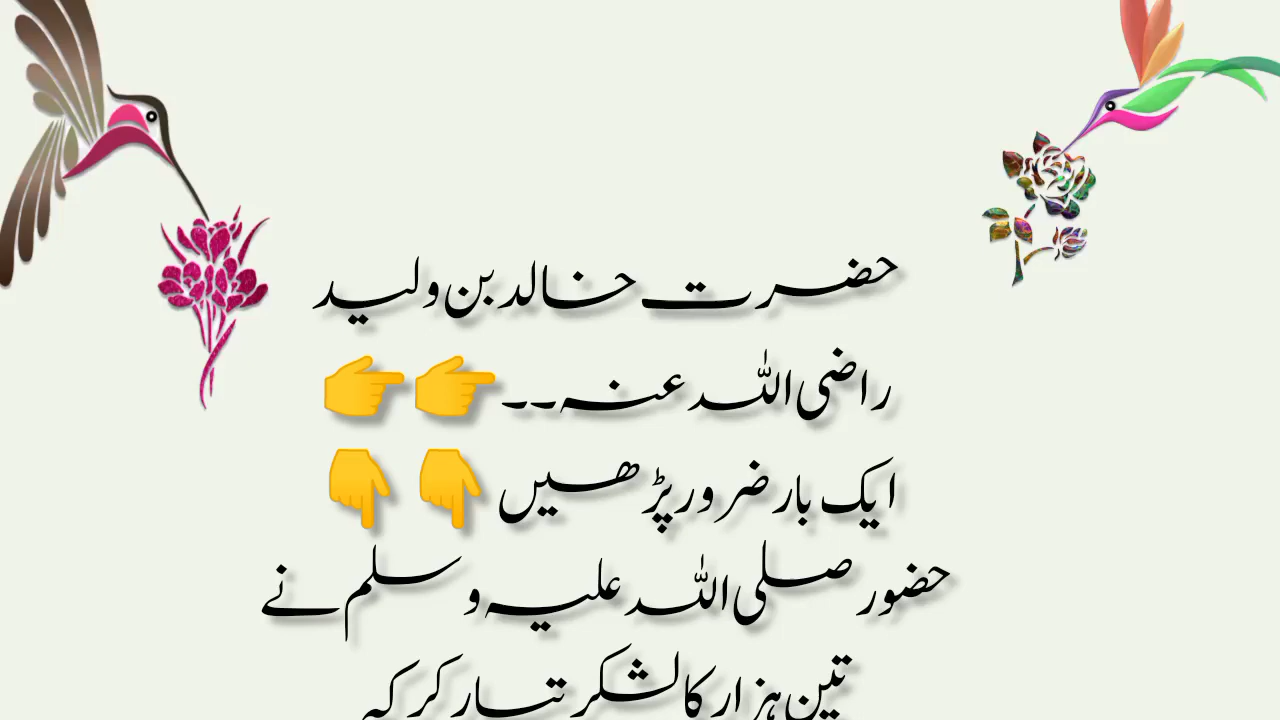 حضرت خالد بن ولید
راضی اللہ عنہ۔۔ 👉👉
ایک بار ضرور پڑھیں 👇👇
حضور صلی اللہ علیہ وسلم نے
تین ہزار کا لشکر تیار کر کہ